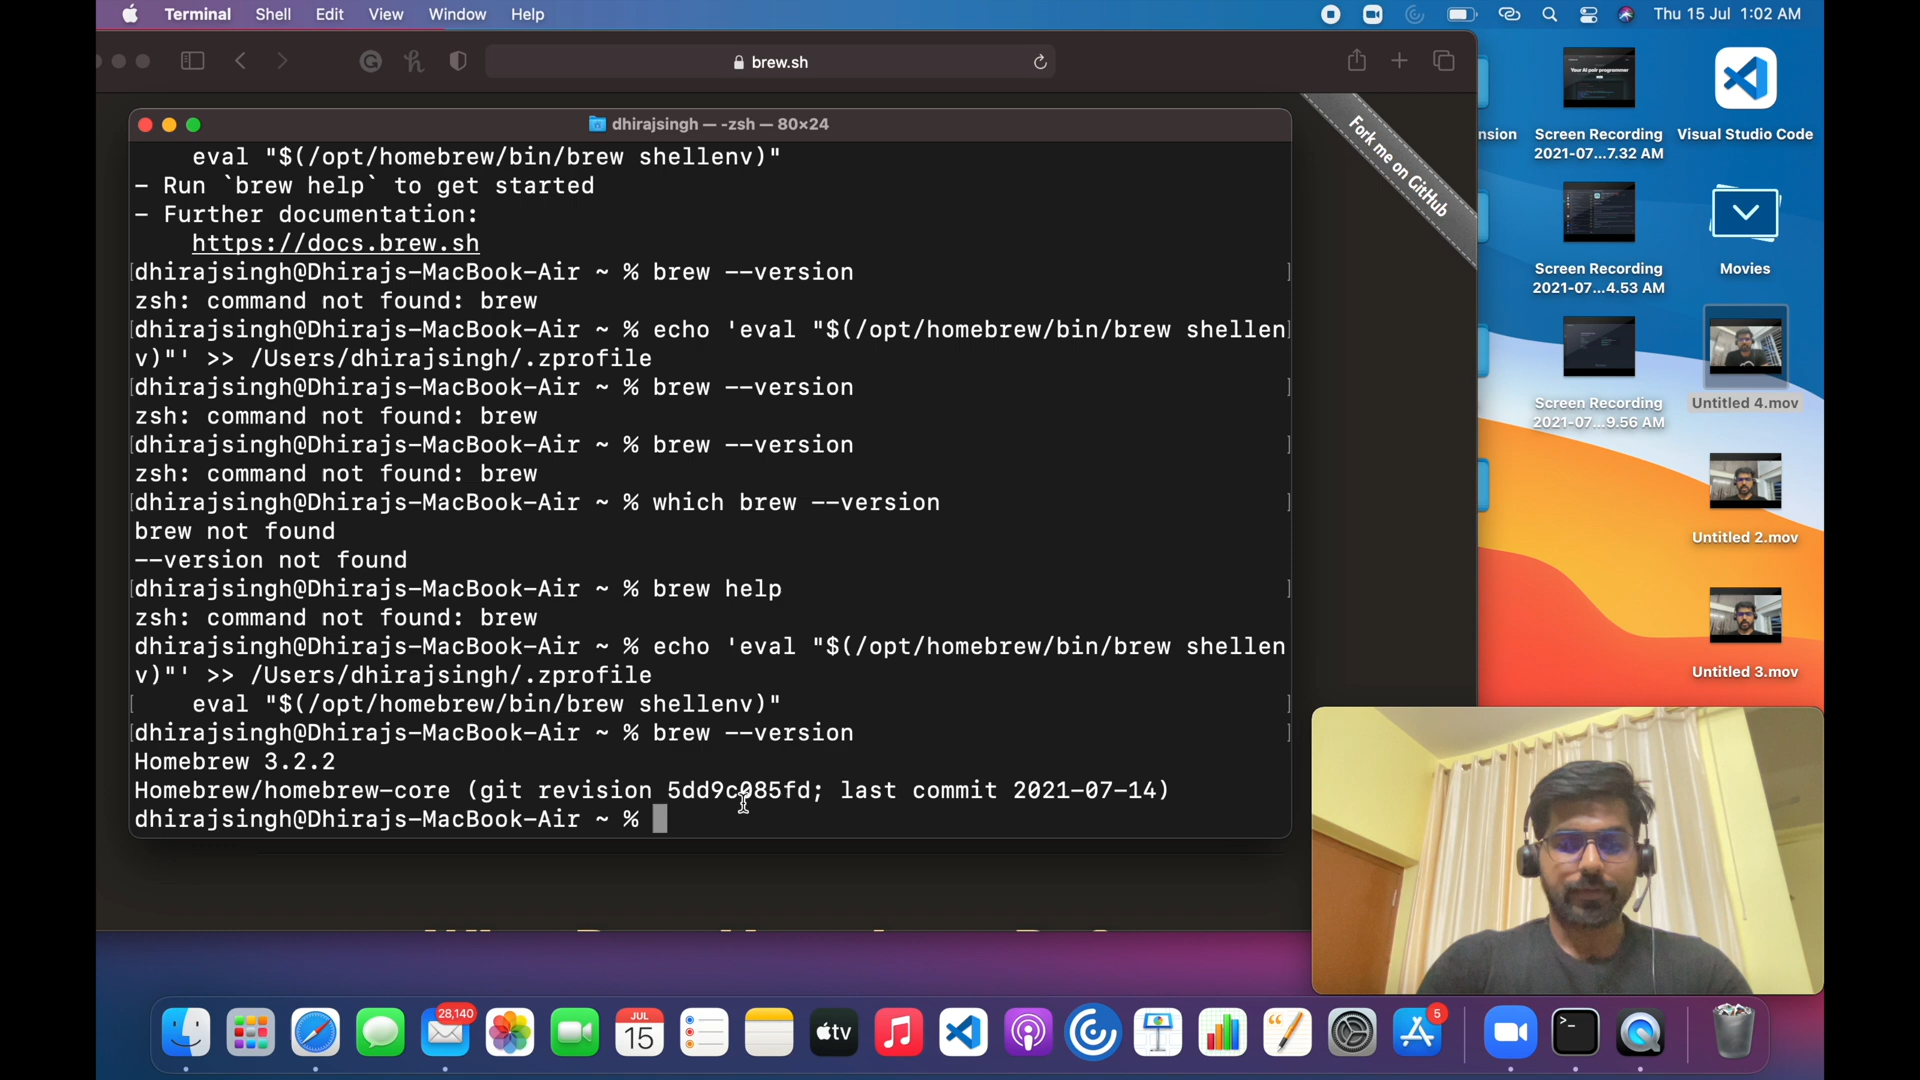 Terminal Shell Edit View Window Help
Thu 15 Jul 1:02 AM
brew.sh
Fork me on GitHub
dhirajsingh — -zsh — 80×24
eval "$(/opt/homebrew/bin/brew shellenv)"
- Run `brew help` to get started
- Further documentation:
https://docs.brew.sh
[dhirajsingh@Dhirajs-MacBook-Air ~ % brew --version ]
zsh: command not found: brew
[dhirajsingh@Dhirajs-MacBook-Air ~ % echo 'eval "$(/opt/homebrew/bin/brew shellen]
v)"' >> /Users/dhirajsingh/.zprofile
[dhirajsingh@Dhirajs-MacBook-Air ~ % brew --version ]
zsh: command not found: brew
[dhirajsingh@Dhirajs-MacBook-Air ~ % brew --version ]
zsh: command not found: brew
[dhirajsingh@Dhirajs-MacBook-Air ~ % which brew --version ]
brew not found
--version not found
[dhirajsingh@Dhirajs-MacBook-Air ~ % brew help ]
zsh: command not found: brew
dhirajsingh@Dhirajs-MacBook-Air ~ % echo 'eval "$(/opt/homebrew/bin/brew shellen
v)"' >> /Users/dhirajsingh/.zprofile
[ eval "$(/opt/homebrew/bin/brew shellenv)" ]
[dhirajsingh@Dhirajs-MacBook-Air ~ % brew --version ]
Homebrew 3.2.2
Homebrew/homebrew-core (git revision 5dd9c085fd; last commit 2021-07-14)
dhirajsingh@Dhirajs-MacBook-Air ~ %
nsion
Screen Recording
2021-07...7.32 AM
Visual Studio Code
Screen Recording
2021-07...4.53 AM
Movies
Screen Recording
2021-07...9.56 AM
Untitled 4.mov
Untitled 2.mov
Untitled 3.mov
28,140
JUL
15
tv
5